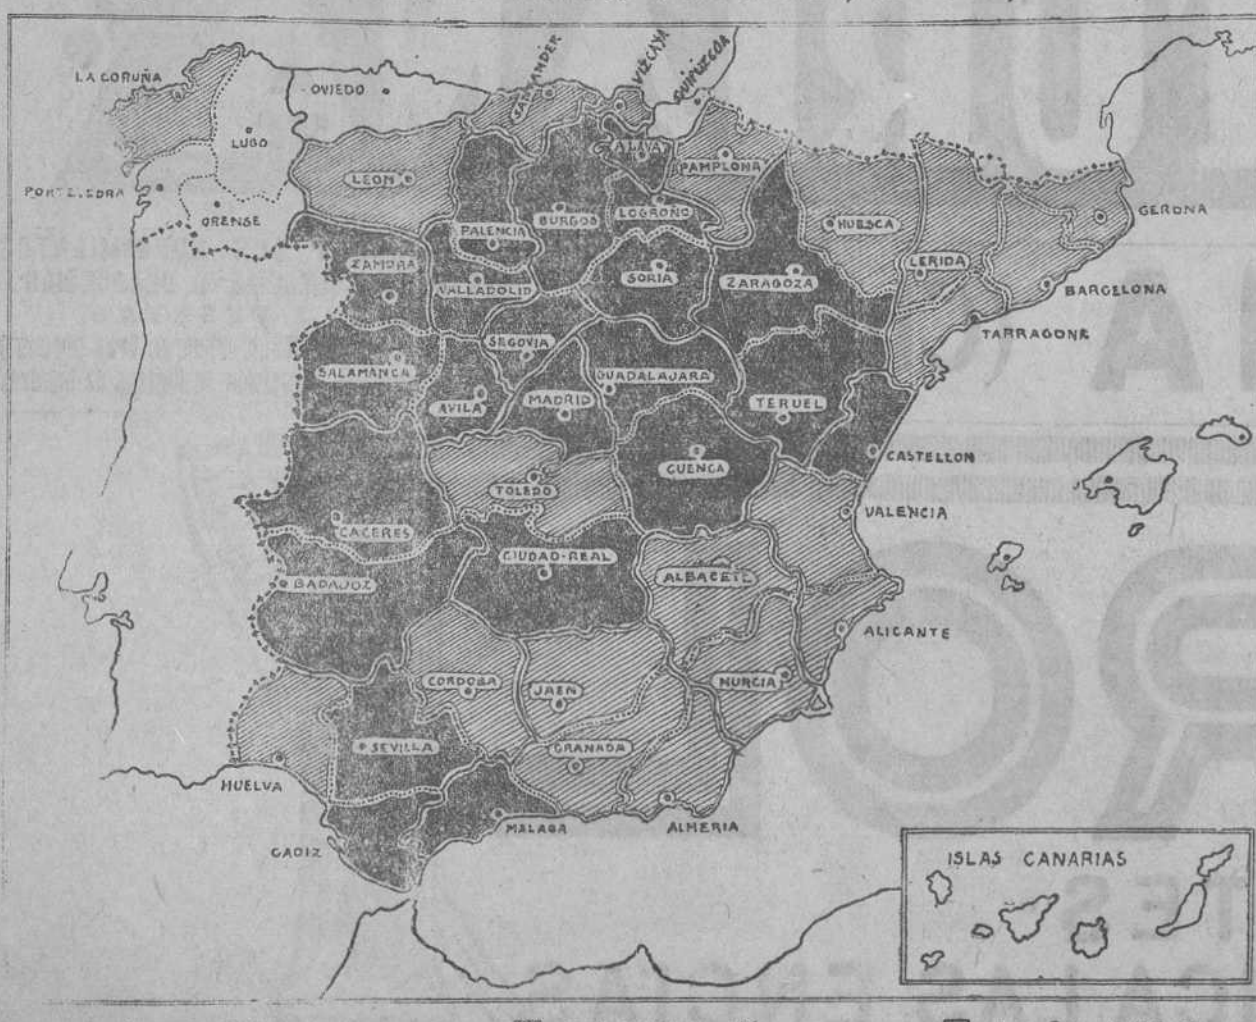 LA CORUÑA
OVIEDO
SANTANDER
VIZCAYA
GUIPUZCOA
LUGO
ALAVA
PAMPLONA
LEON
PORTEVEDRA
ORENSE
PALENCIA
BURGOS
LOGROÑO
HUESCA
GERONA
ZAMORA
VALLADOLID
SORIA
ZARAGOZA
LERIDA
BARCELONA
TARRAGONE
SALAMANCA
SEGOVIA
GUADALAJARA
AVILA
MADRID
TERUEL
CASTELLON
TOLEDO
CUENCA
VALENCIA
CACERES
CIUDAD-REAL
BADAJOZ
ALBACETE
ALICANTE
CORDOBA
JAEN
MURCIA
SEVILLA
GRANADA
HUELVA
MALAGA
ALMERIA
CADIZ
ISLAS CANARIAS